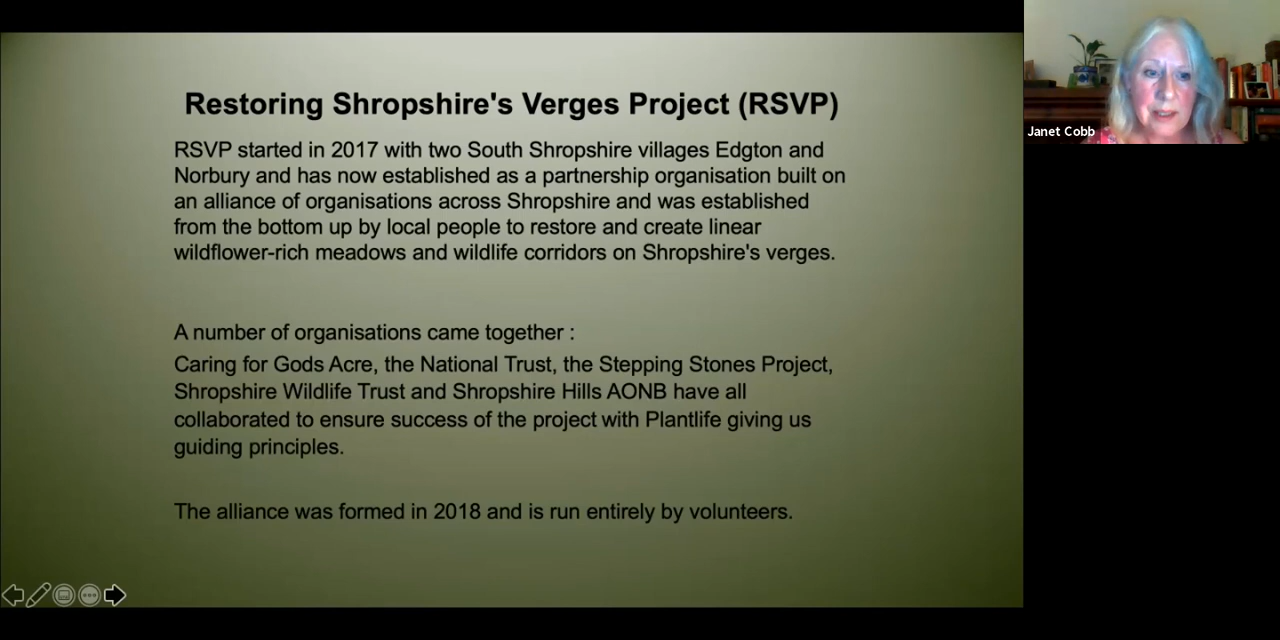 Restoring Shropshire's Verges Project (RSVP)
RSVP started in 2017 with two South Shropshire villages Edgton and
Norbury and has now established as a partnership organisation built on
an alliance of organisations across Shropshire and was established
from the bottom up by local people to restore and create linear
wildflower-rich meadows and wildlife corridors on Shropshire's verges.
A number of organisations came together :
Caring for Gods Acre, the National Trust, the Stepping Stones Project,
Shropshire Wildlife Trust and Shropshire Hills AONB have all
collaborated to ensure success of the project with Plantlife giving us
guiding principles.
The alliance was formed in 2018 and is run entirely by volunteers.
Janet Cobb